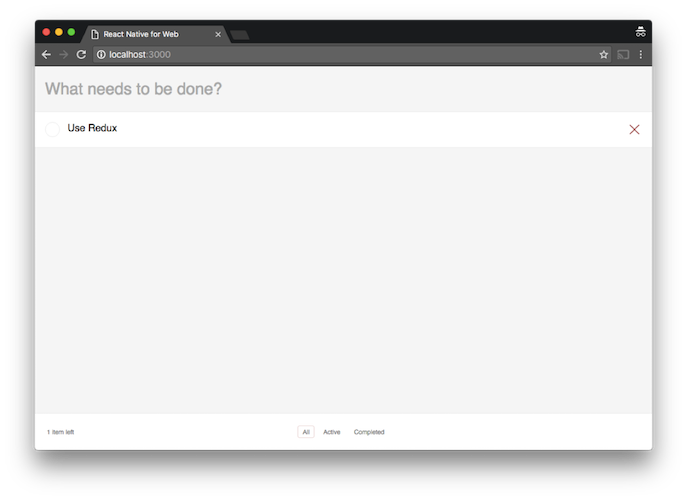 React Native for Web
localhost:3000
What needs to be done?
Use Redux
1 item left
All
Active
Completed